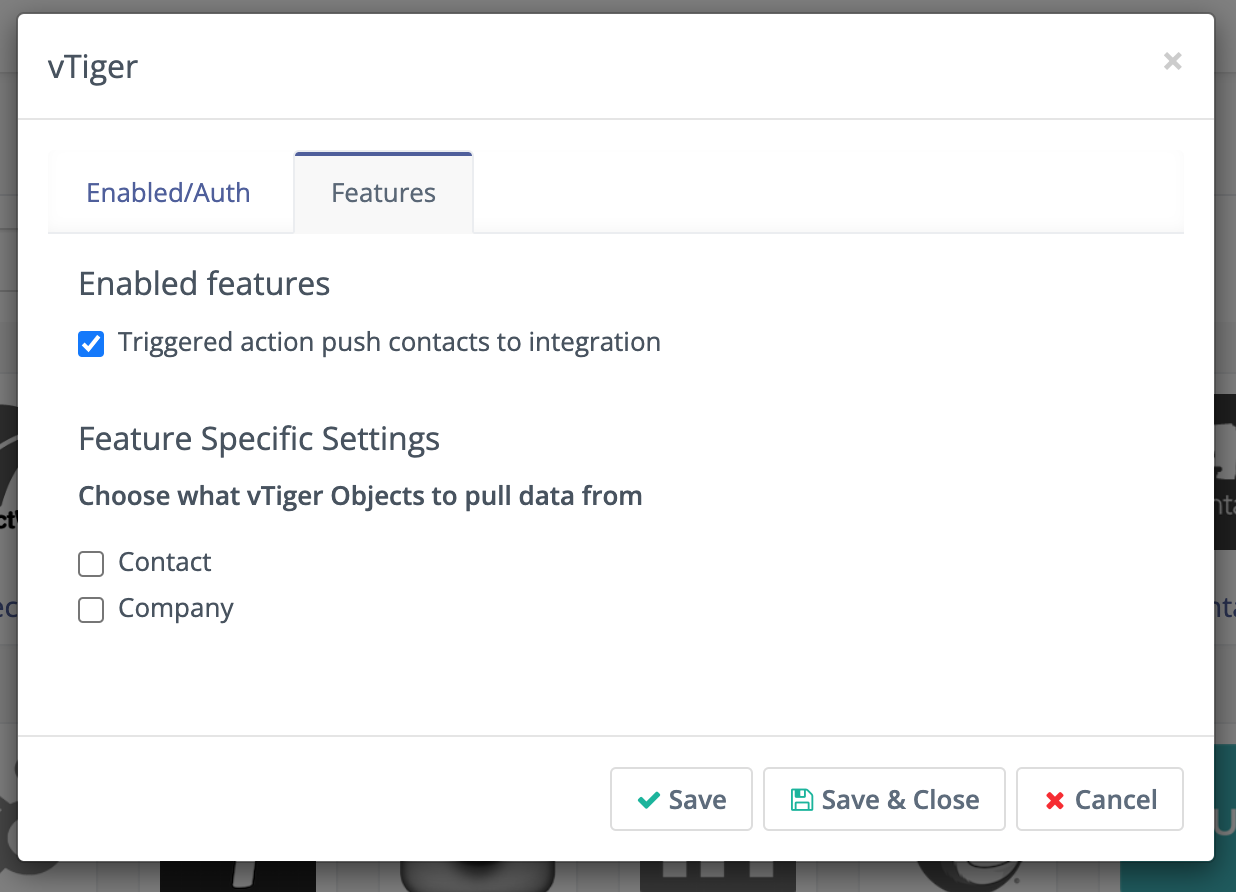 vTiger
Enabled/Auth
Features
Enabled features
Triggered action push contacts to integration
Feature Specific Settings
Choose what vTiger Objects to pull data from
Contact
Company
Save
Save & Close
Cancel